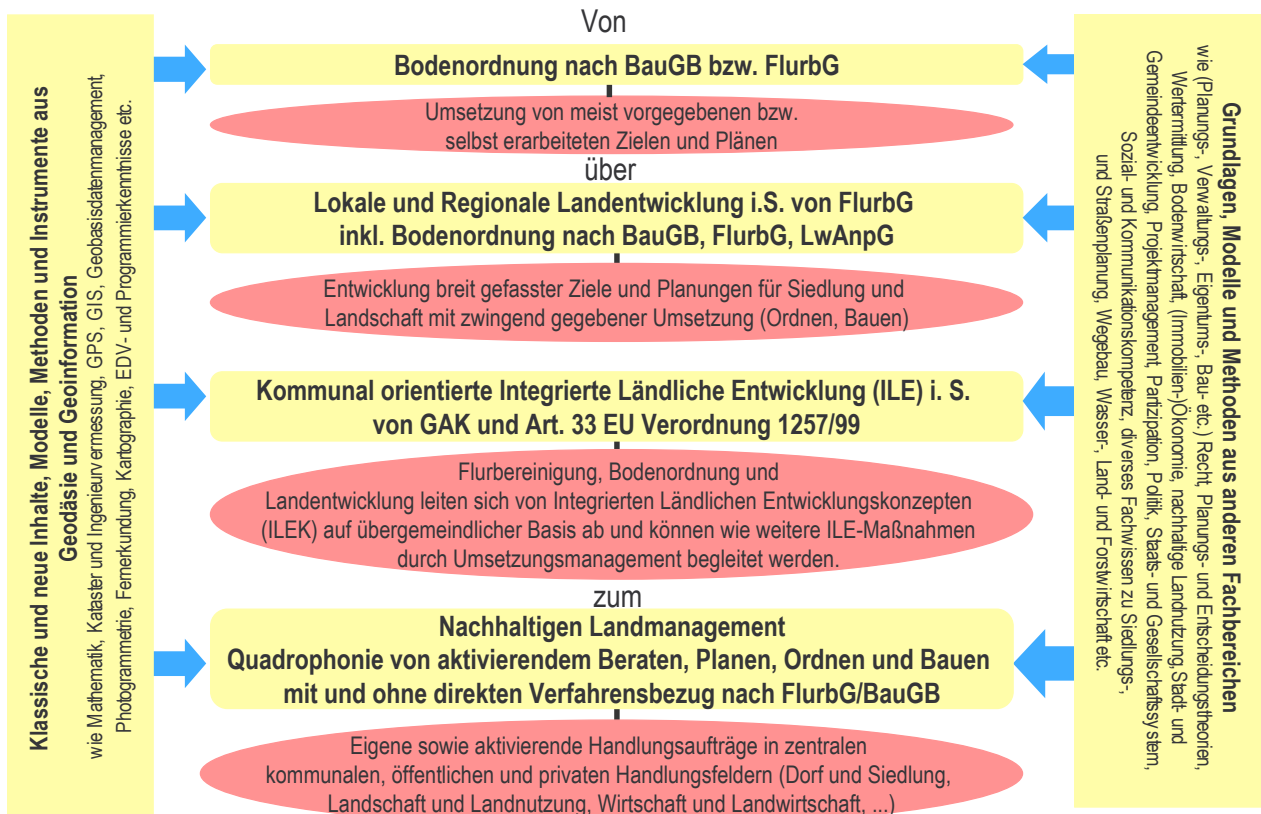 Klassische und neue Inhalte, Modelle, Methoden und Instrumente aus
Geodäsie und Geoinformation
wie Mathematik, Kataster und Ingenieurvermessung, GPS, GIS, Geobasisdatenmanagement,
Photogrammetrie, Fernerkundung, Kartographie, EDV- und Programmierkenntnisse etc.
Von
Bodenordnung nach BauGB bzw. FlurbG
Umsetzung von meist vorgegebenen bzw.
selbst erarbeiteten Zielen und Plänen
über
Lokale und Regionale Landentwicklung i.S. von FlurbG
inkl. Bodenordnung nach BauGB, FlurbG, LwAnpG
Entwicklung breit gefasster Ziele und Planungen für Siedlung und
Landschaft mit zwingend gegebener Umsetzung (Ordnen, Bauen)
Kommunal orientierte Integrierte Ländliche Entwicklung (ILE) i. S.
von GAK und Art. 33 EU Verordnung 1257/99
Flurbereinigung, Bodenordnung und
Landentwicklung leiten sich von Integrierten Ländlichen Entwicklungskonzepten
(ILEK) auf übergemeindlicher Basis ab und können wie weitere ILE-Maßnahmen
durch Umsetzungsmanagement begleitet werden.
zum
Nachhaltigen Landmanagement
Quadrophonie von aktivierendem Beraten, Planen, Ordnen und Bauen
mit und ohne direkten Verfahrensbezug nach FlurbG/BauGB
Eigene sowie aktivierende Handlungsaufträge in zentralen
kommunalen, öffentlichen und privaten Handlungsfeldern (Dorf und Siedlung,
Landschaft und Landnutzung, Wirtschaft und Landwirtschaft, ...)
Grundlagen, Modelle und Methoden aus anderen Fachbereichen
wie (Planungs-, Verwaltungs-, Eigentums-, Bau- etc.) Recht, Planungs- und Entscheidungstheorien,
Wertermittlung, Bodenwirtschaft, (Immobilien-)Ökonomie, nachhaltige Landnutzung, Stadt- und
Gemeindeentwicklung, Projektmanagement, Partizipation, Politik, Staats- und Gesellschaftssystem,
Sozial- und Kommunikationskompetenz, diverses Fachwissen zu Siedlungs-,
und Straßenplanung, Wegebau, Wasser-, Land- und Forstwirtschaft etc.